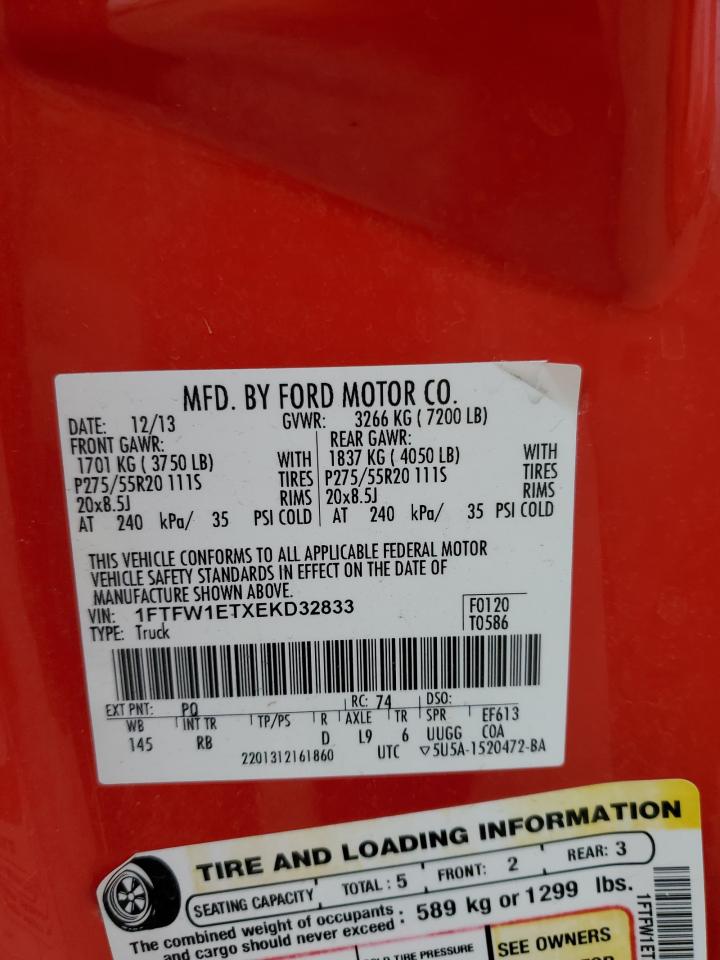 MFD. BY FORD MOTOR CO.
DATE: 12/13 GVWR: 3266 KG ( 7200 LB)
FRONT GAWR: REAR GAWR:
1701 KG ( 3750 LB) WITH 1837 KG ( 4050 LB) WITH
P275/55R20 111S TIRES P275/55R20 111S TIRES
20x8.5J RIMS 20x8.5J RIMS
AT 240 kPa/ 35 PSI COLD AT 240 kPa/ 35 PSI COLD
THIS VEHICLE CONFORMS TO ALL APPLICABLE FEDERAL MOTOR
VEHICLE SAFETY STANDARDS IN EFFECT ON THE DATE OF
MANUFACTURE SHOWN ABOVE.
VIN: 1FTFW1ETXEKD32833 F0120
TYPE: Truck T0586
EXT PNT: PQ RC: 74 DSO:
WB INT TR TP/PS R AXLE TR SPR EF613
145 RB D L9 6 UUGG COA
2201312161860 UTC ▽5U5A-1520472-BA
TIRE AND LOADING INFORMATION
SEATING CAPACITY TOTAL : 5 FRONT: 2 REAR: 3
The combined weight of occupants : 589 kg or 1299 lbs.
and cargo should never exceed
TIRE PRESSURE
SEE OWNERS
1FTFW1ET